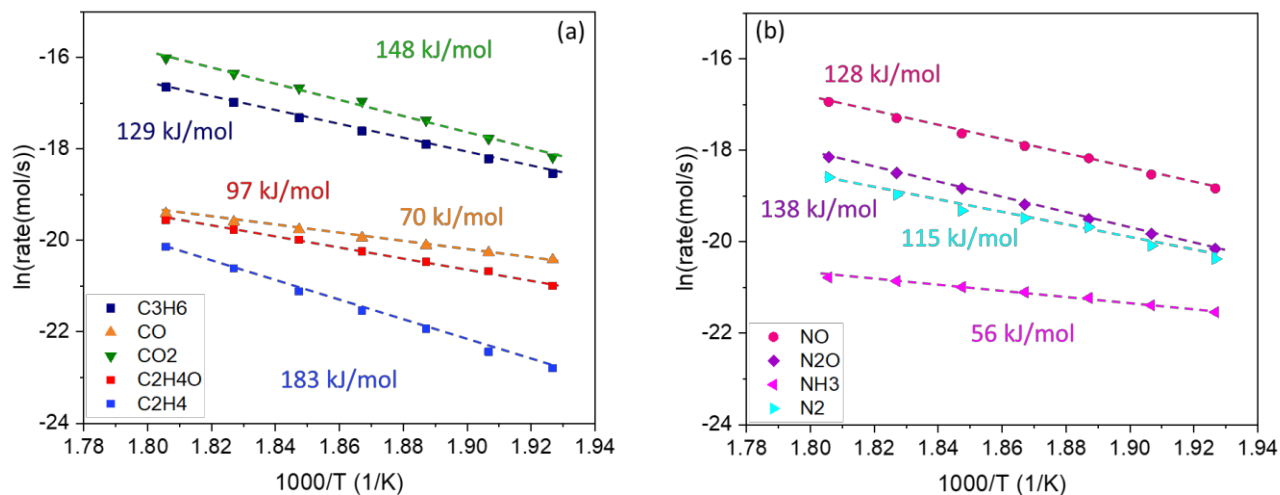 (a)
148 kJ/mol
129 kJ/mol
97 kJ/mol
70 kJ/mol
183 kJ/mol
C3H6
CO
CO2
C2H4O
C2H4
ln(rate(mol/s))
-16
-18
-20
-22
-24
1.78 1.80 1.82 1.84 1.86 1.88 1.90 1.92 1.94
1000/T (1/K)
(b)
128 kJ/mol
138 kJ/mol
115 kJ/mol
56 kJ/mol
NO
N2O
NH3
N2
ln(rate(mol/s))
-16
-18
-20
-22
-24
1.78 1.80 1.82 1.84 1.86 1.88 1.90 1.92 1.94
1000/T (1/K)